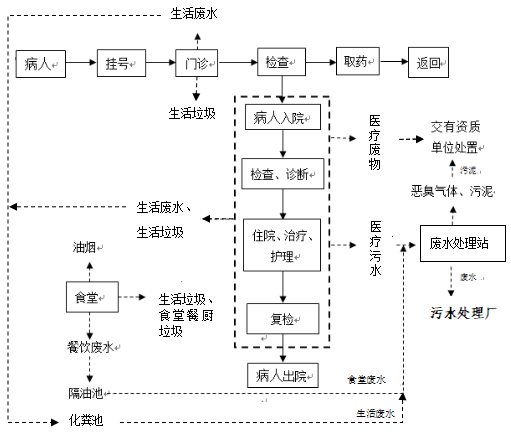 生活废水
病人
挂号
门诊
检查
取药
返回
生活垃圾
病人入院
医疗废物
交有资质
单位处置
检查、诊断
污泥
恶臭气体、污泥
生活废水、
生活垃圾
住院、治疗、
护理
医疗污水
废水处理站
油烟
废水
食堂
生活垃圾、
食堂餐厨
垃圾
污水处理厂
复检
餐饮废水
病人出院
食堂废水
隔油池
生活废水
化粪池